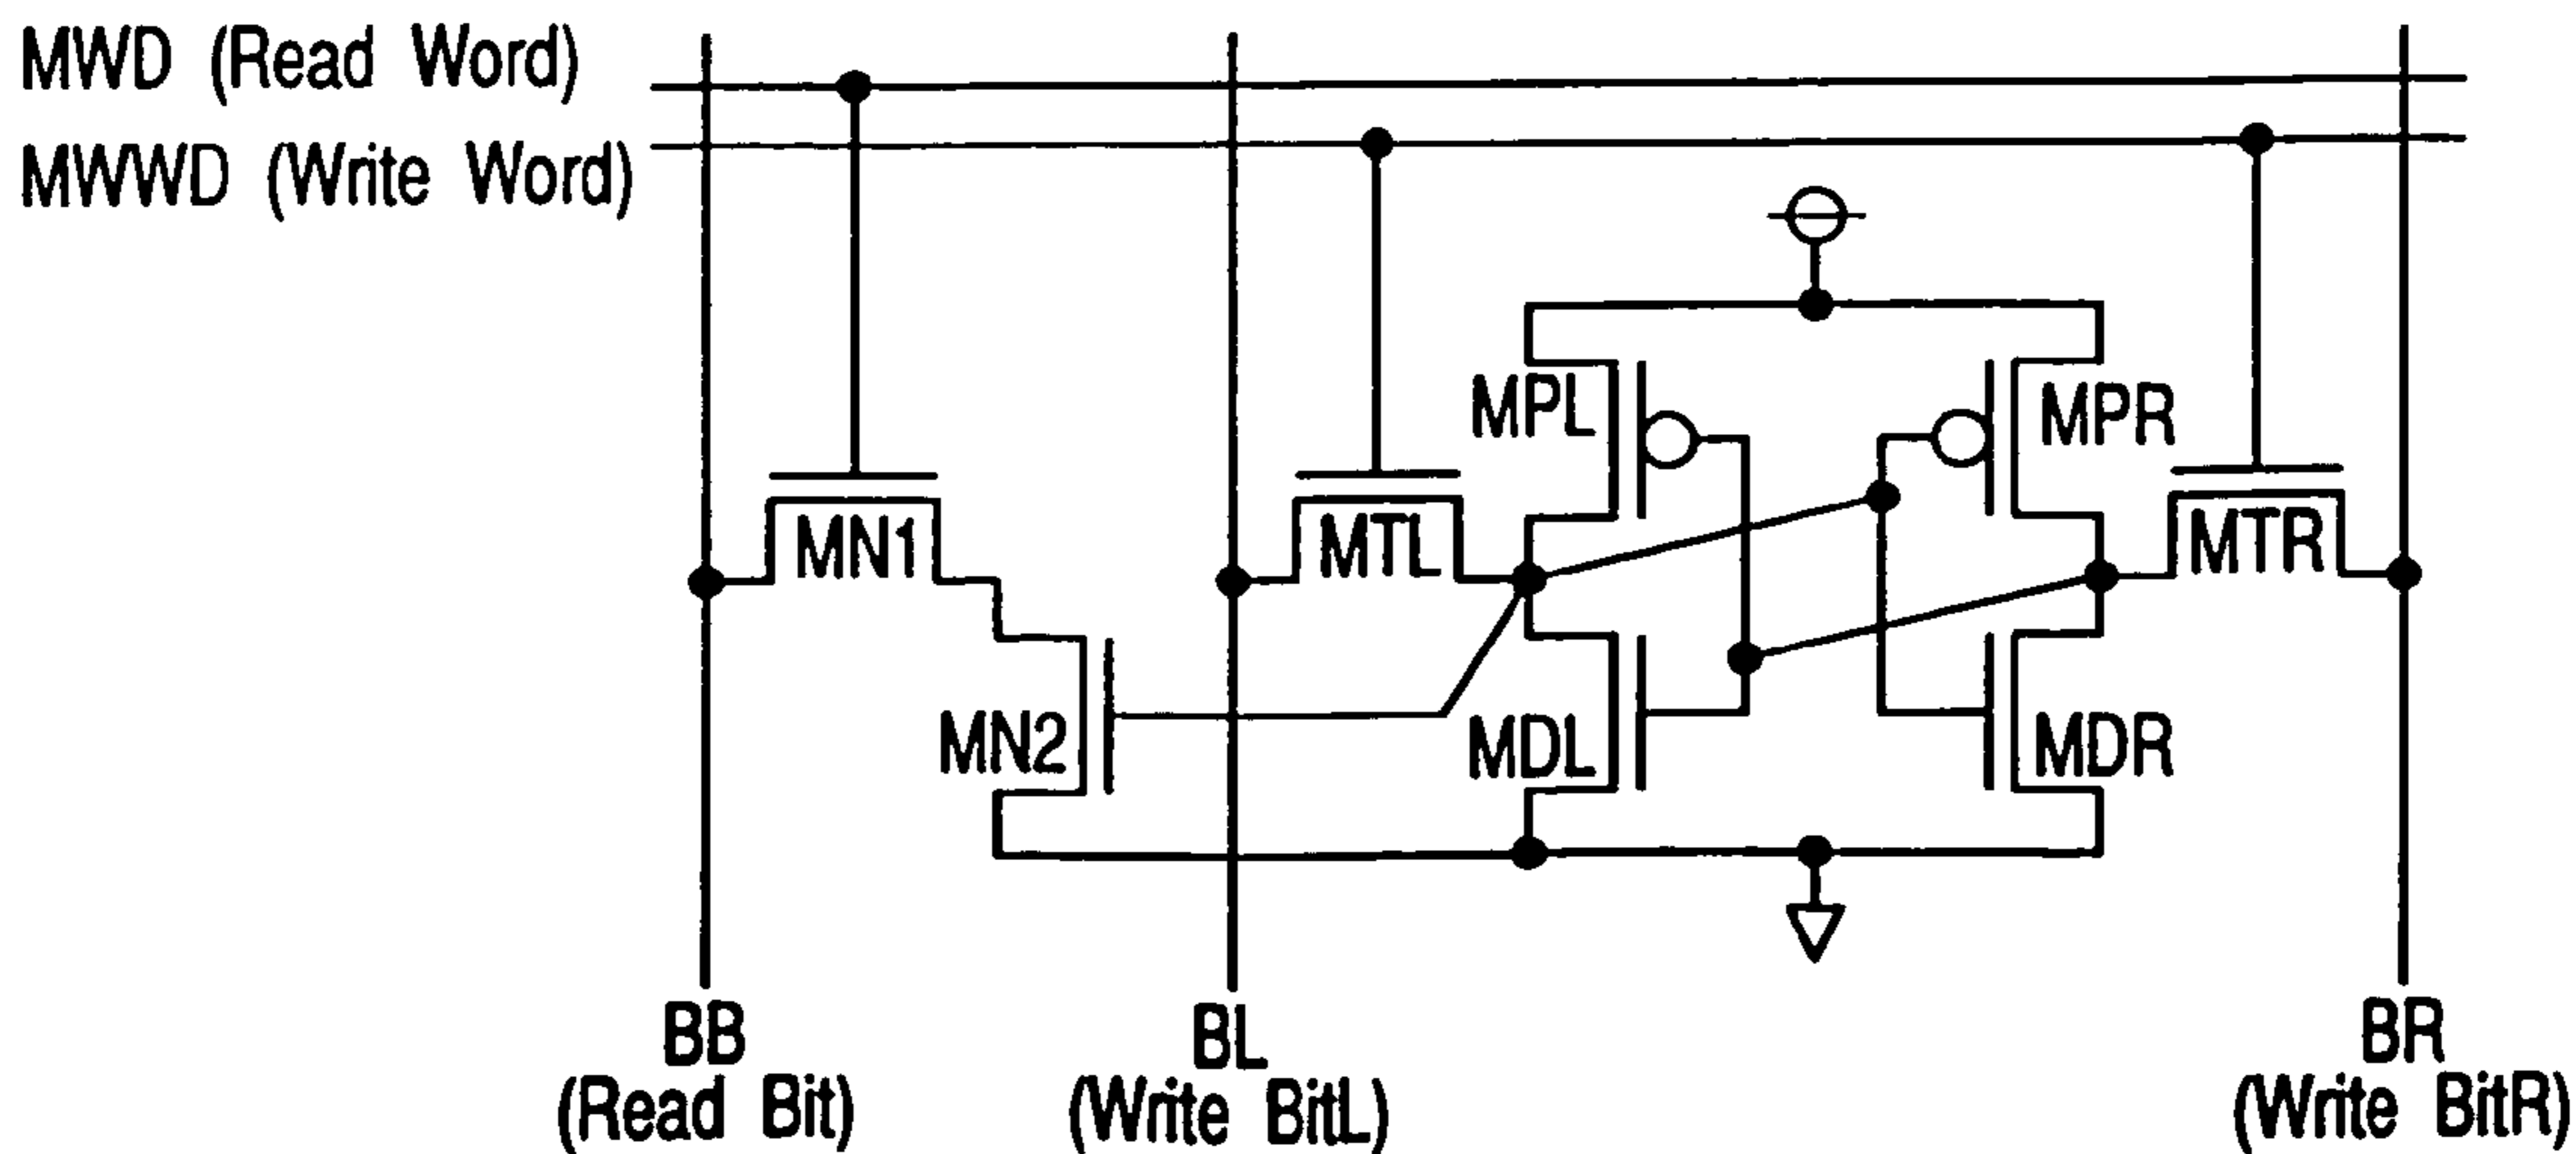 MWD (Read Word)
MWWD (Write Word)
MPL
MPR
MN1
MTL
MTR
MN2
MDL
MDR
BB
(Read Bit)
BL
(Write BitL)
BR
(Write BitR)